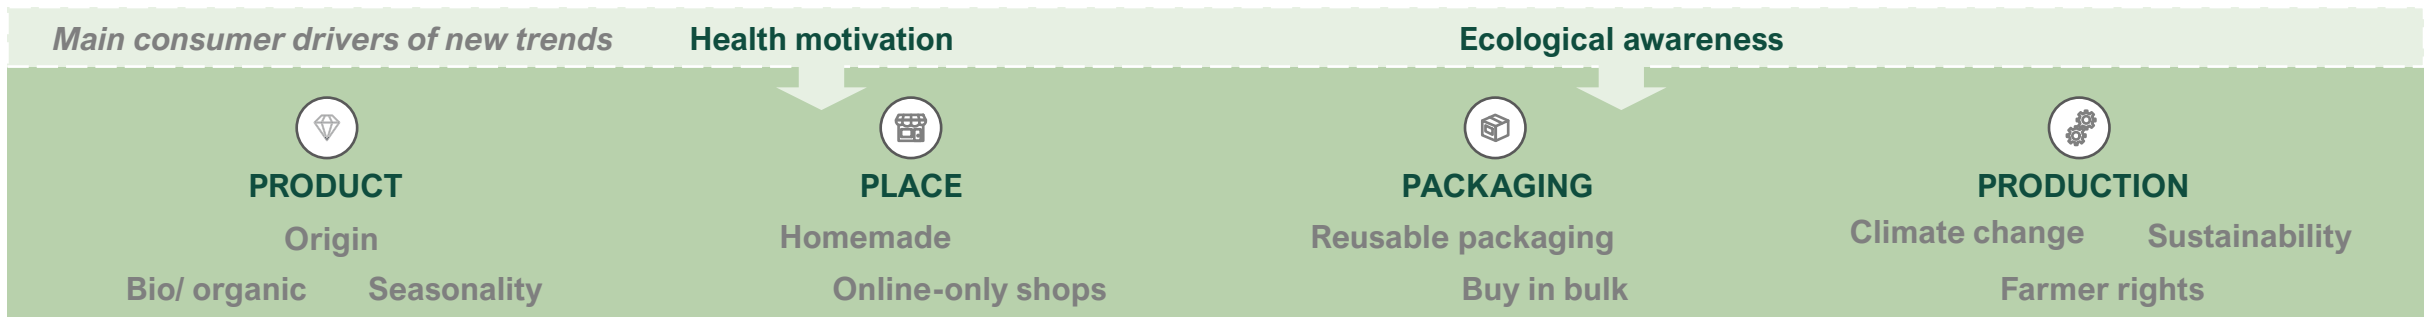 Main consumer drivers of new trends
Health motivation
Ecological awareness
PRODUCT
Origin
Bio/ organic
Seasonality
PLACE
Homemade
Online-only shops
PACKAGING
Reusable packaging
Buy in bulk
PRODUCTION
Climate change
Sustainability
Farmer rights